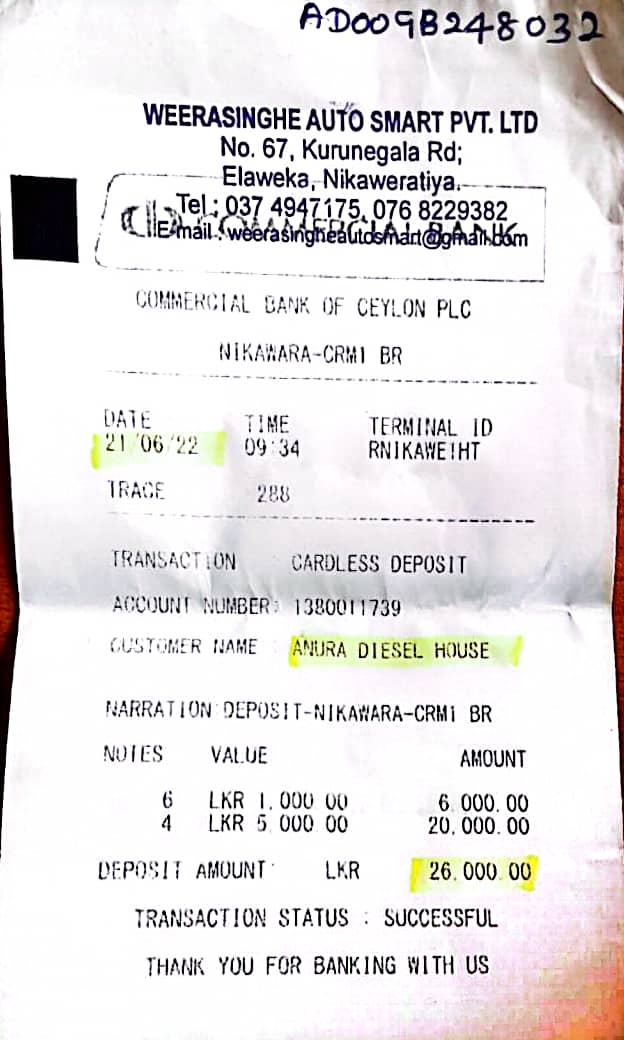 AD009B248032
WEERASINGHE AUTO SMART PVT. LTD
No. 67, Kurunegala Rd;
Elaweka, Nikaweratiya.
Tel : 037 4947175, 076 8229382
COMMERCIAL BANK
E-mail : weerasingheautosmart@gmail.com
COMMERCIAL BANK OF CEYLON PLC
NIKAWARA-CRM1 BR
DATE TIME TERMINAL ID
21/06/22 09:34 RNIKAWE1HT
TRACE 288
TRANSACTION CARDLESS DEPOSIT
ACCOUNT NUMBER: 1380011739
CUSTOMER NAME : ANURA DIESEL HOUSE
NARRATION:DEPOSIT-NIKAWARA-CRM1 BR
NOTES VALUE AMOUNT
6 LKR 1,000.00 6,000.00
4 LKR 5,000.00 20,000.00
DEPOSIT AMOUNT: LKR 26,000.00
TRANSACTION STATUS : SUCCESSFUL
THANK YOU FOR BANKING WITH US